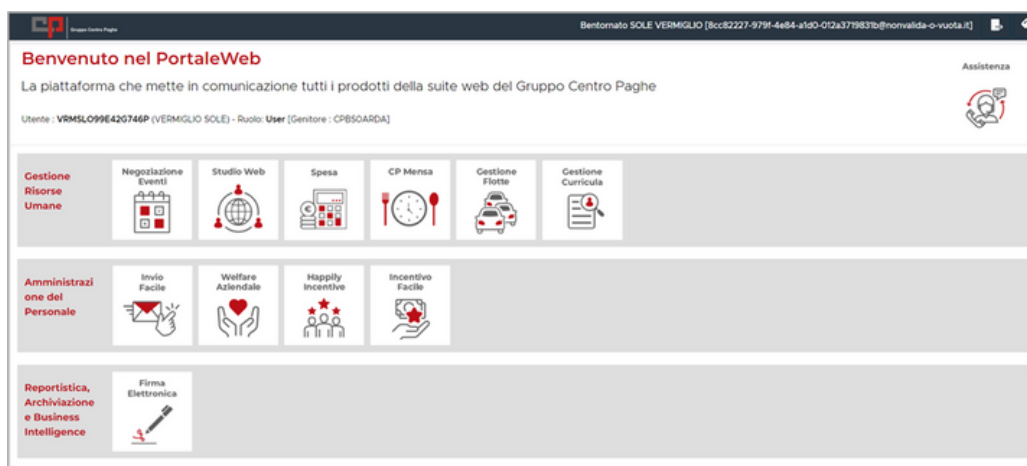 cp Gruppo Centro Paghe
Bentornato SOLE VERMIGLIO [8cc82227-979f-4e84-a1d0-012a3719831b@nonvalida-o-vuota.it]
Benvenuto nel PortaleWeb
La piattaforma che mette in comunicazione tutti i prodotti della suite web del Gruppo Centro Paghe
Utente : VRMSLO99E42G746P (VERMIGLIO SOLE) - Ruolo: User [Genitore : CPBSOARDA]
Assistenza
Gestione
Risorse
Umane
Negoziazione
Eventi
Studio Web
Spesa
CP Mensa
Gestione
Flotte
Gestione
Curricula
Amministrazi
one del
Personale
Invio
Facile
Welfare
Aziendale
Happily
Incentive
Incentivo
Facile
Reportistica,
Archiviazione
e Business
Intelligence
Firma
Elettronica